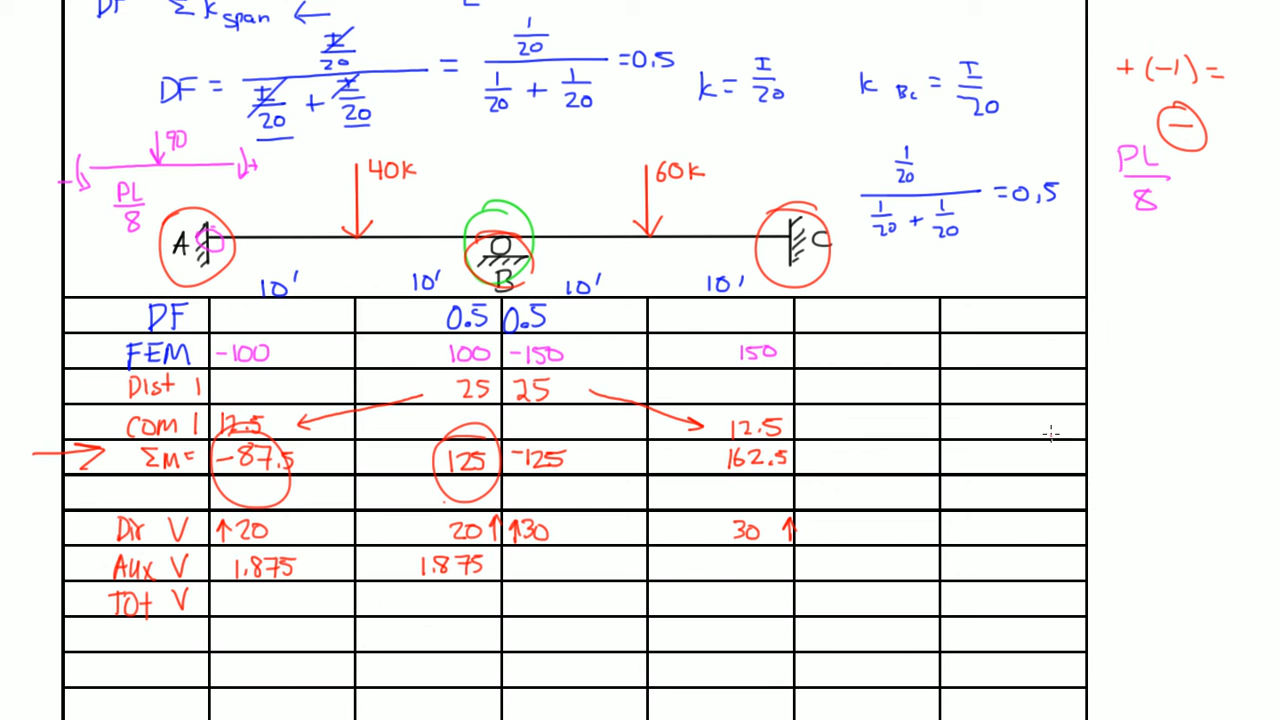 DF Σ k span ←
DF = I/20 / I/20 + I/20 = 1/20 / 1/20 + 1/20 = 0.5 k = I/20 k BC = I/20
+ (-1) =
−
PL/8
90
- +
PL/8
40K 60K
1/20 / 1/20 + 1/20 = 0,5
A B C
10' 10' 10' 10'
DF 0.5 0.5
FEM -100 100 -150 150
Dist 1 25 25
COM 1 12.5 12.5
ΣM= -87.5 125 -125 162.5
Dir V ↑20 20↑ ↑30 30↑
Aux V 1.875 1.875
TOt V